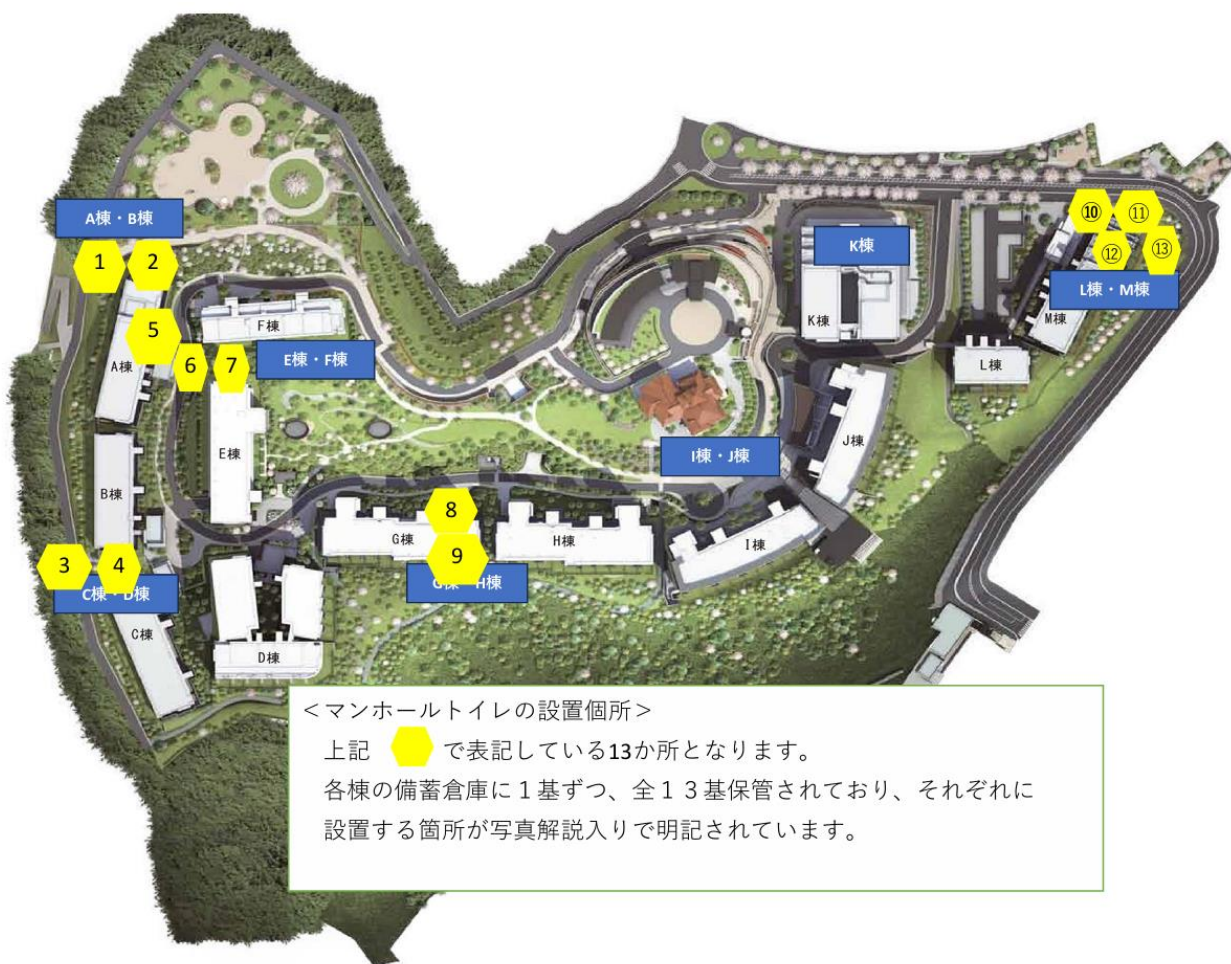 A棟・B棟
1
2
⑩
⑪
⑫
⑬
K棟
L棟・M棟
M棟
K棟
5
F棟
A棟
6
7
E棟・F棟
L棟
E棟
I棟・J棟
J棟
B棟
8
G棟
H棟
I棟
9
3
4
C棟・D棟
G棟・H棟
C棟
D棟
＜マンホールトイレの設置個所＞
上記 で表記している13か所となります。
各棟の備蓄倉庫に１基ずつ、全１３基保管されており、それぞれに
設置する箇所が写真解説入りで明記されています。